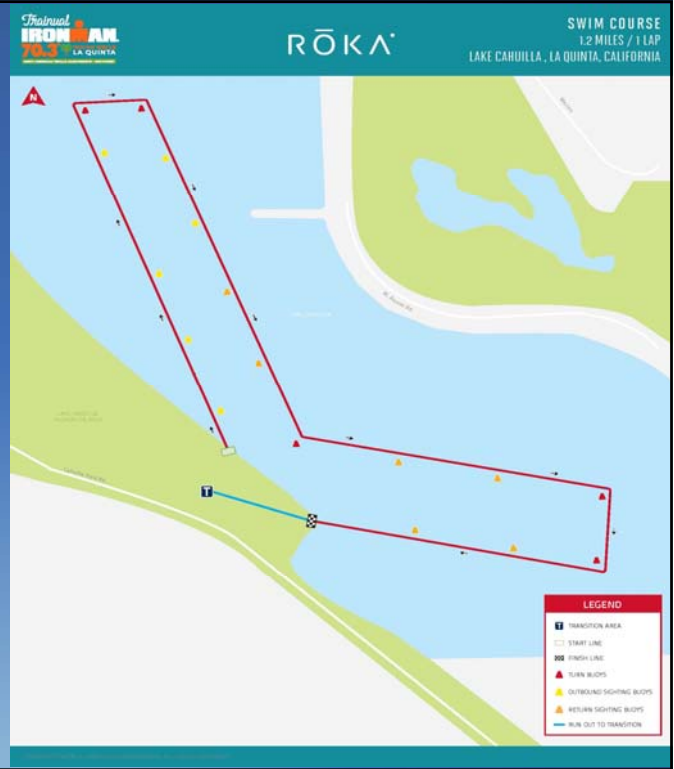 Trainual
IRONMAN
70.3
LA QUINTA
RŌKA
SWIM COURSE
1.2 MILES / 1 LAP
LAKE CAHUILLA, LA QUINTA, CALIFORNIA
N
T
LEGEND
T TRANSITION AREA
START LINE
FINISH LINE
TURN BUOYS
OUTBOUND SIGHTING BUOYS
RETURN SIGHTING BUOYS
RUN OUT TO TRANSITION